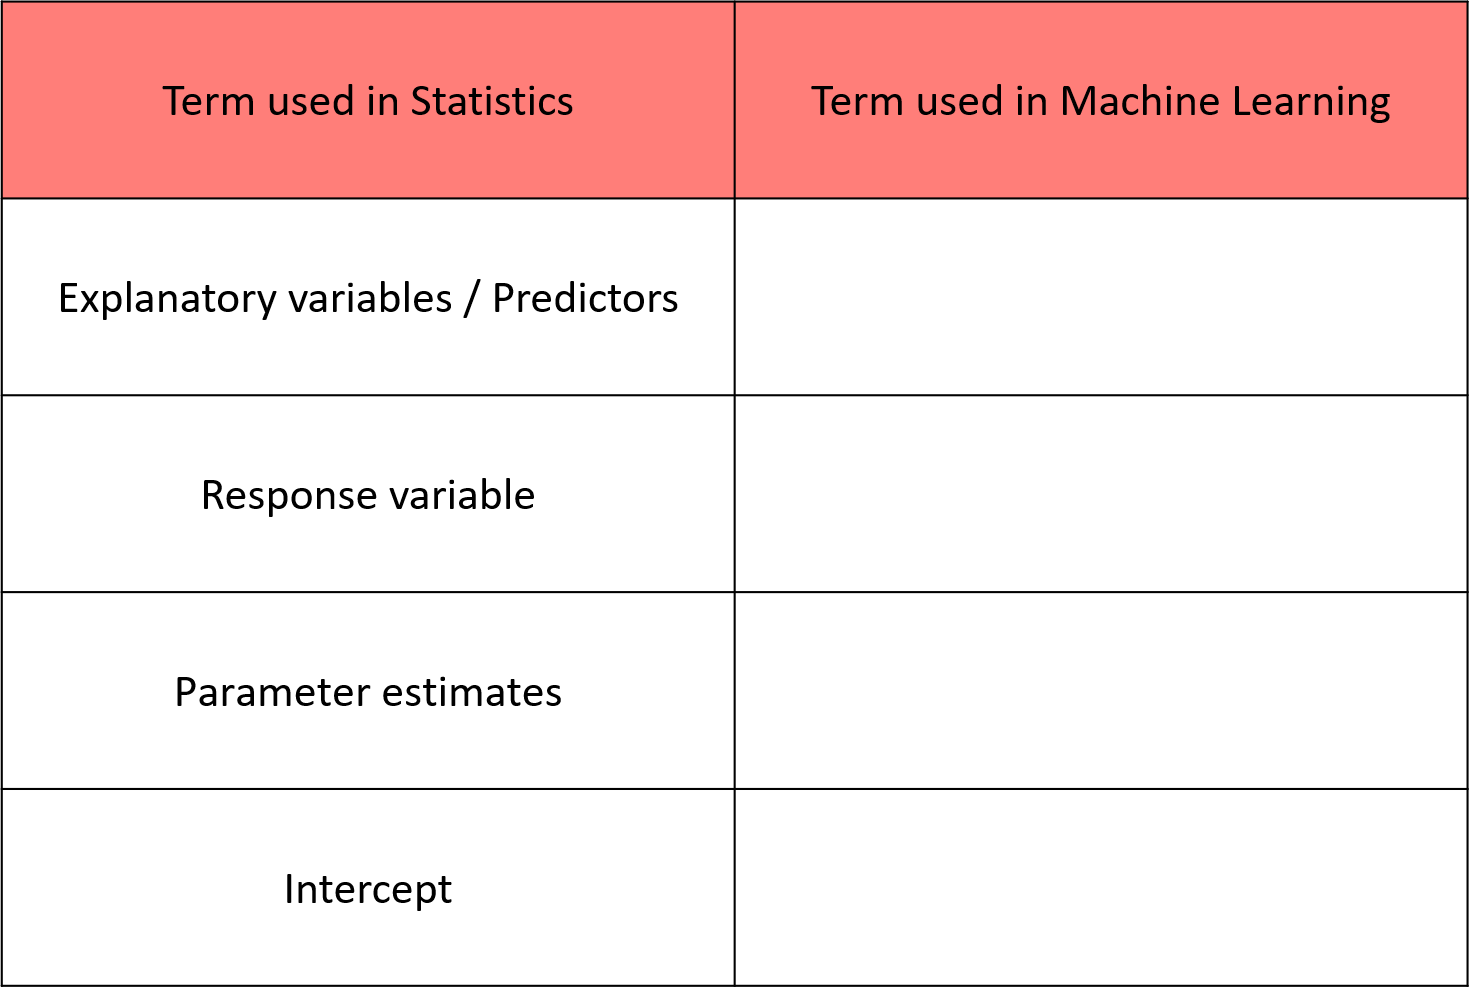 Term used in Statistics
Term used in Machine Learning
Explanatory variables / Predictors
Response variable
Parameter estimates
Intercept